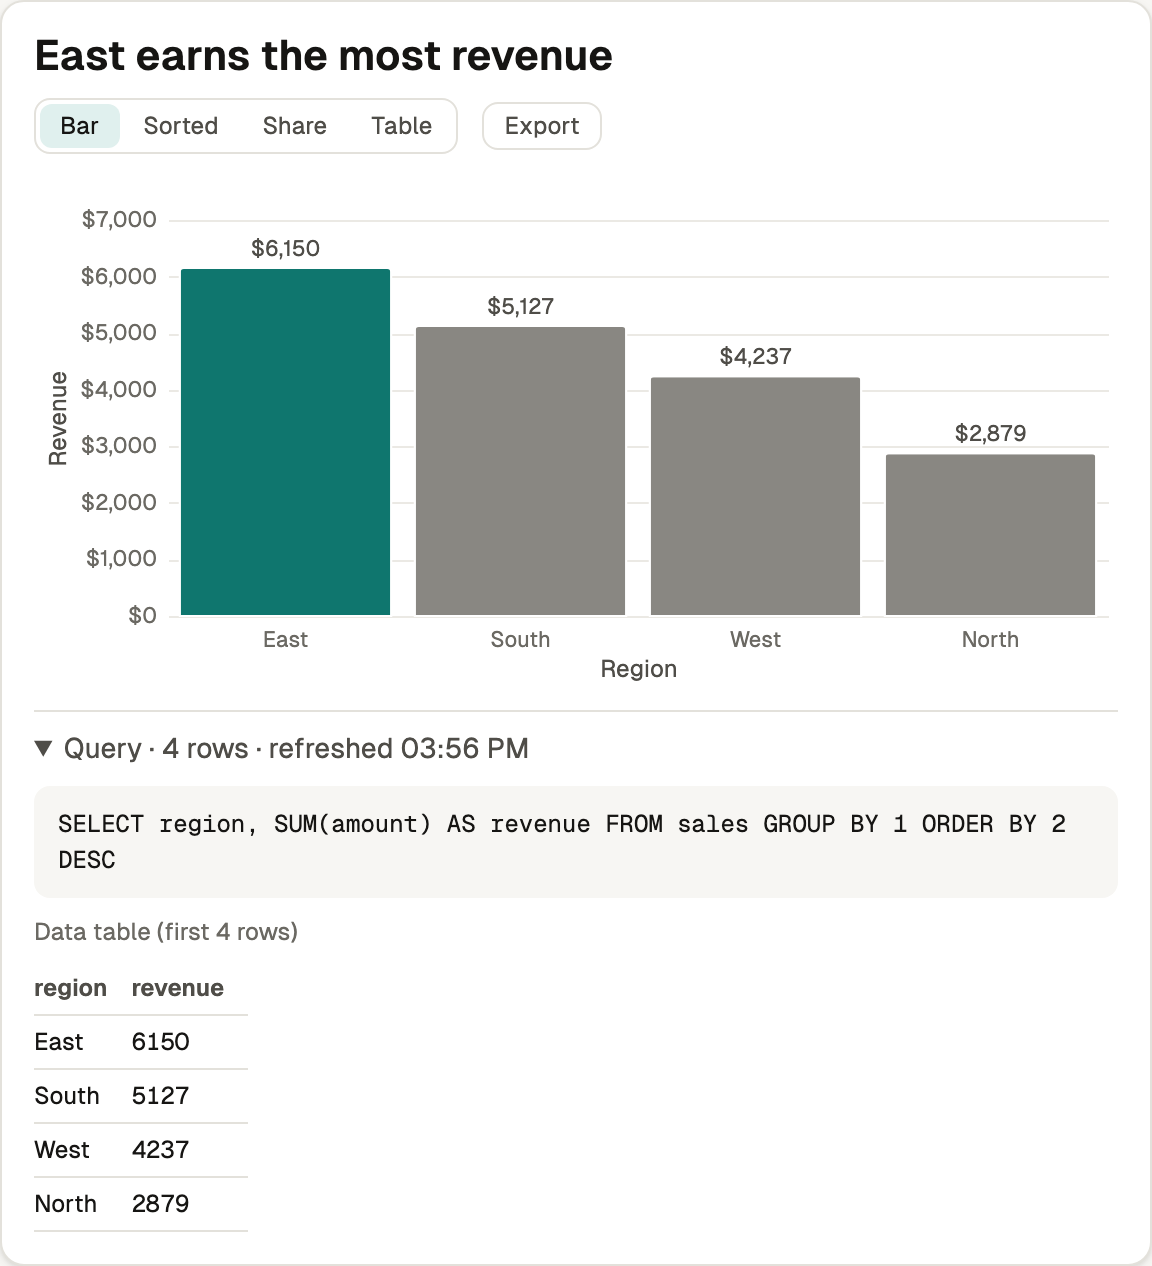 East earns the most revenue
Bar Sorted Share Table Export
$7,000
$6,000
$5,000
$4,000
$3,000
$2,000
$1,000
$0
Revenue
$6,150
$5,127
$4,237
$2,879
East South West North
Region
▼ Query · 4 rows · refreshed 03:56 PM
SELECT region, SUM(amount) AS revenue FROM sales GROUP BY 1 ORDER BY 2
DESC
Data table (first 4 rows)
region revenue
East 6150
South 5127
West 4237
North 2879